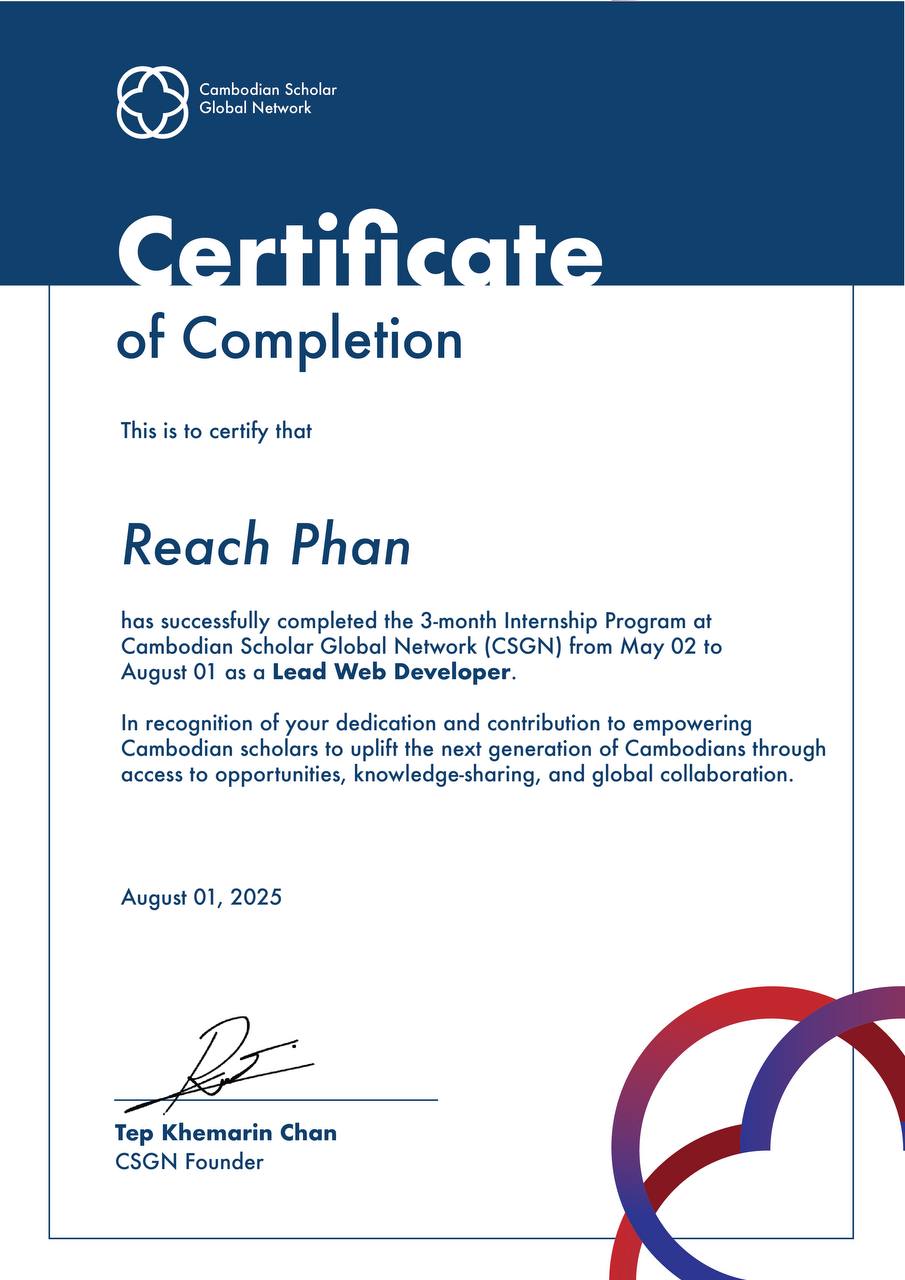 Cambodian Scholar
Global Network
Certificate
of Completion
This is to certify that
Reach Phan
has successfully completed the 3-month Internship Program at
Cambodian Scholar Global Network (CSGN) from May 02 to
August 01 as a Lead Web Developer.
In recognition of your dedication and contribution to empowering
Cambodian scholars to uplift the next generation of Cambodians through
access to opportunities, knowledge-sharing, and global collaboration.
August 01, 2025
Tep Khemarin Chan
CSGN Founder